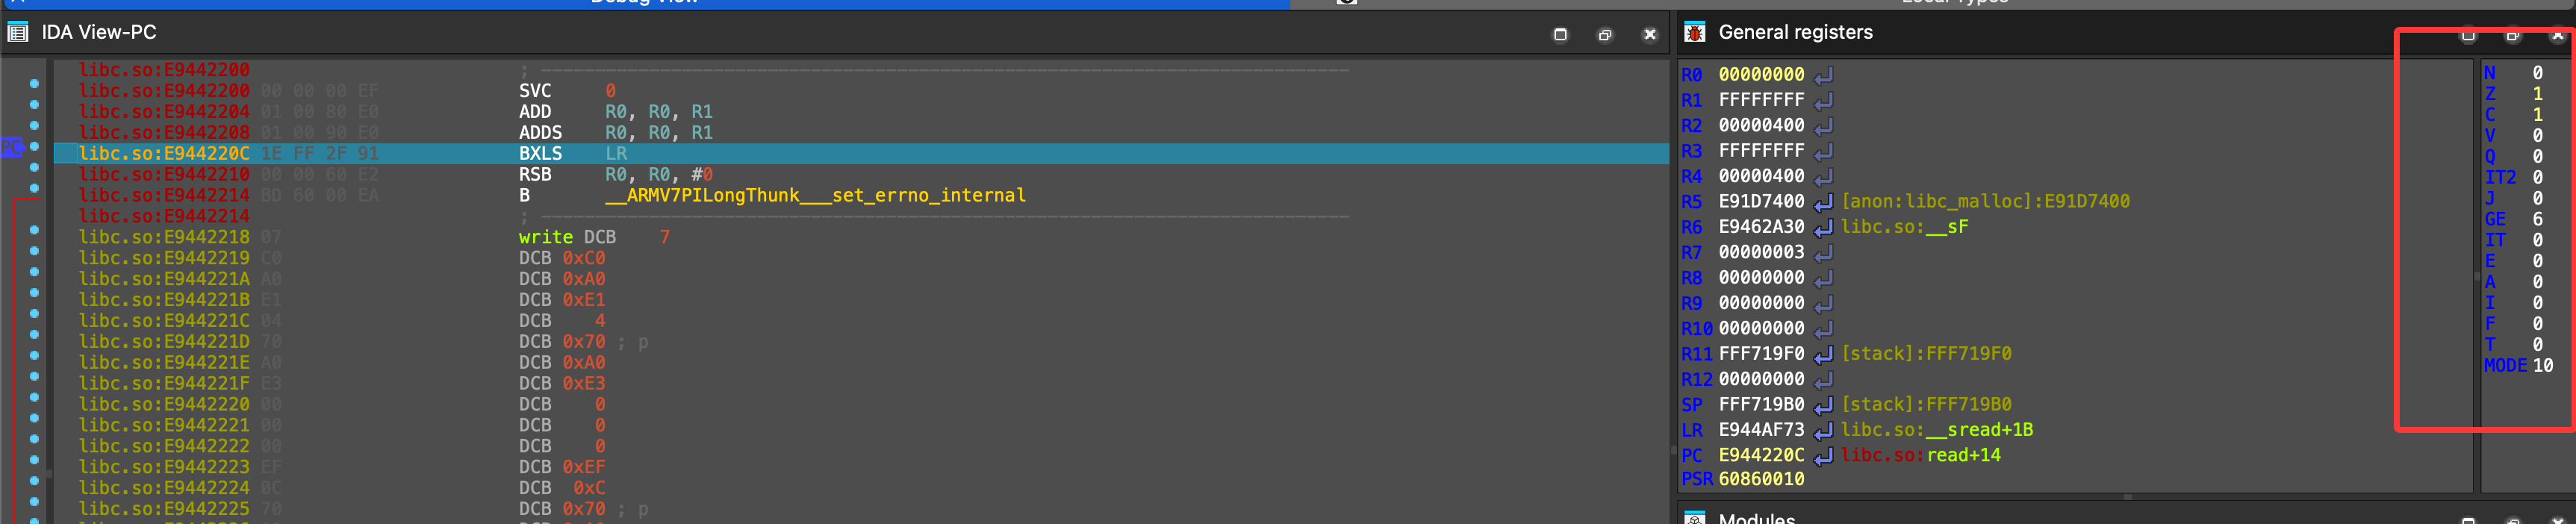 Debug View
Local Types
IDA View-PC
libc.so:E9442200 ; ---------------------------------------------------------------------------
libc.so:E9442200 00 00 00 EF SVC 0
libc.so:E9442204 01 00 80 E0 ADD R0, R0, R1
libc.so:E9442208 01 00 90 E0 ADDS R0, R0, R1
PC libc.so:E944220C 1E FF 2F 91 BXLS LR
libc.so:E9442210 00 00 60 E2 RSB R0, R0, #0
libc.so:E9442214 BD 60 00 EA B __ARMV7PILongThunk___set_errno_internal
libc.so:E9442214 ; ---------------------------------------------------------------------------
libc.so:E9442218 07 write DCB 7
libc.so:E9442219 C0 DCB 0xC0
libc.so:E944221A A0 DCB 0xA0
libc.so:E944221B E1 DCB 0xE1
libc.so:E944221C 04 DCB 4
libc.so:E944221D 70 DCB 0x70 ; p
libc.so:E944221E A0 DCB 0xA0
libc.so:E944221F E3 DCB 0xE3
libc.so:E9442220 00 DCB 0
libc.so:E9442221 00 DCB 0
libc.so:E9442222 00 DCB 0
libc.so:E9442223 EF DCB 0xEF
libc.so:E9442224 0C DCB 0xC
libc.so:E9442225 70 DCB 0x70 ; p
General registers
R0 00000000
R1 FFFFFFFF
R2 00000400
R3 FFFFFFFF
R4 00000400
R5 E91D7400 [anon:libc_malloc]:E91D7400
R6 E9462A30 libc.so:__sF
R7 00000003
R8 00000000
R9 00000000
R10 00000000
R11 FFF719F0 [stack]:FFF719F0
R12 00000000
SP FFF719B0 [stack]:FFF719B0
LR E944AF73 libc.so:__sread+1B
PC E944220C libc.so:read+14
PSR 60860010
N 0
Z 1
C 1
V 0
Q 0
IT2 0
J 0
GE 6
IT 0
E 0
A 0
I 0
F 0
T 0
MODE 10
Modules